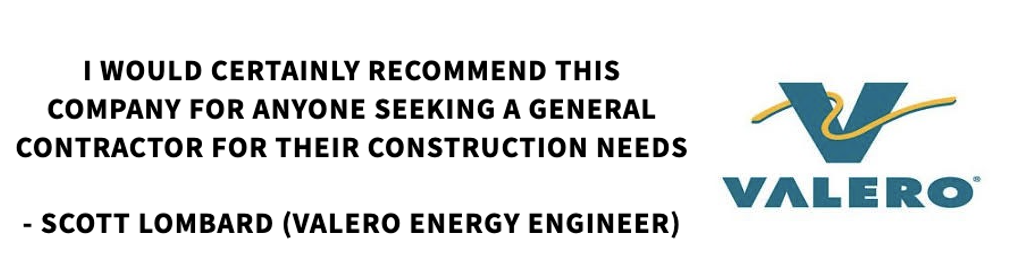 I WOULD CERTAINLY RECOMMEND THIS
COMPANY FOR ANYONE SEEKING A GENERAL
CONTRACTOR FOR THEIR CONSTRUCTION NEEDS
- SCOTT LOMBARD (VALERO ENERGY ENGINEER)
VALERO®